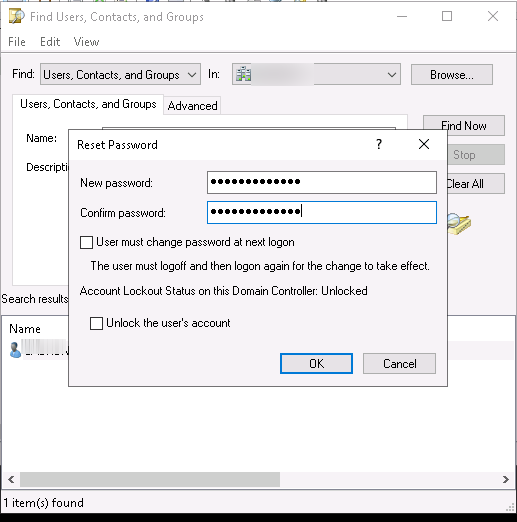 Find Users, Contacts, and Groups
File Edit View
Find: Users, Contacts, and Groups In: Browse...
Users, Contacts, and Groups Advanced
Name:
Find Now
Stop
Clear All
Reset Password ?
New password: •••••••••••••
Confirm password: •••••••••••••
User must change password at next logon
The user must logoff and then logon again for the change to take effect.
Account Lockout Status on this Domain Controller: Unlocked
Unlock the user's account
OK Cancel
Search results
Name
1 item(s) found